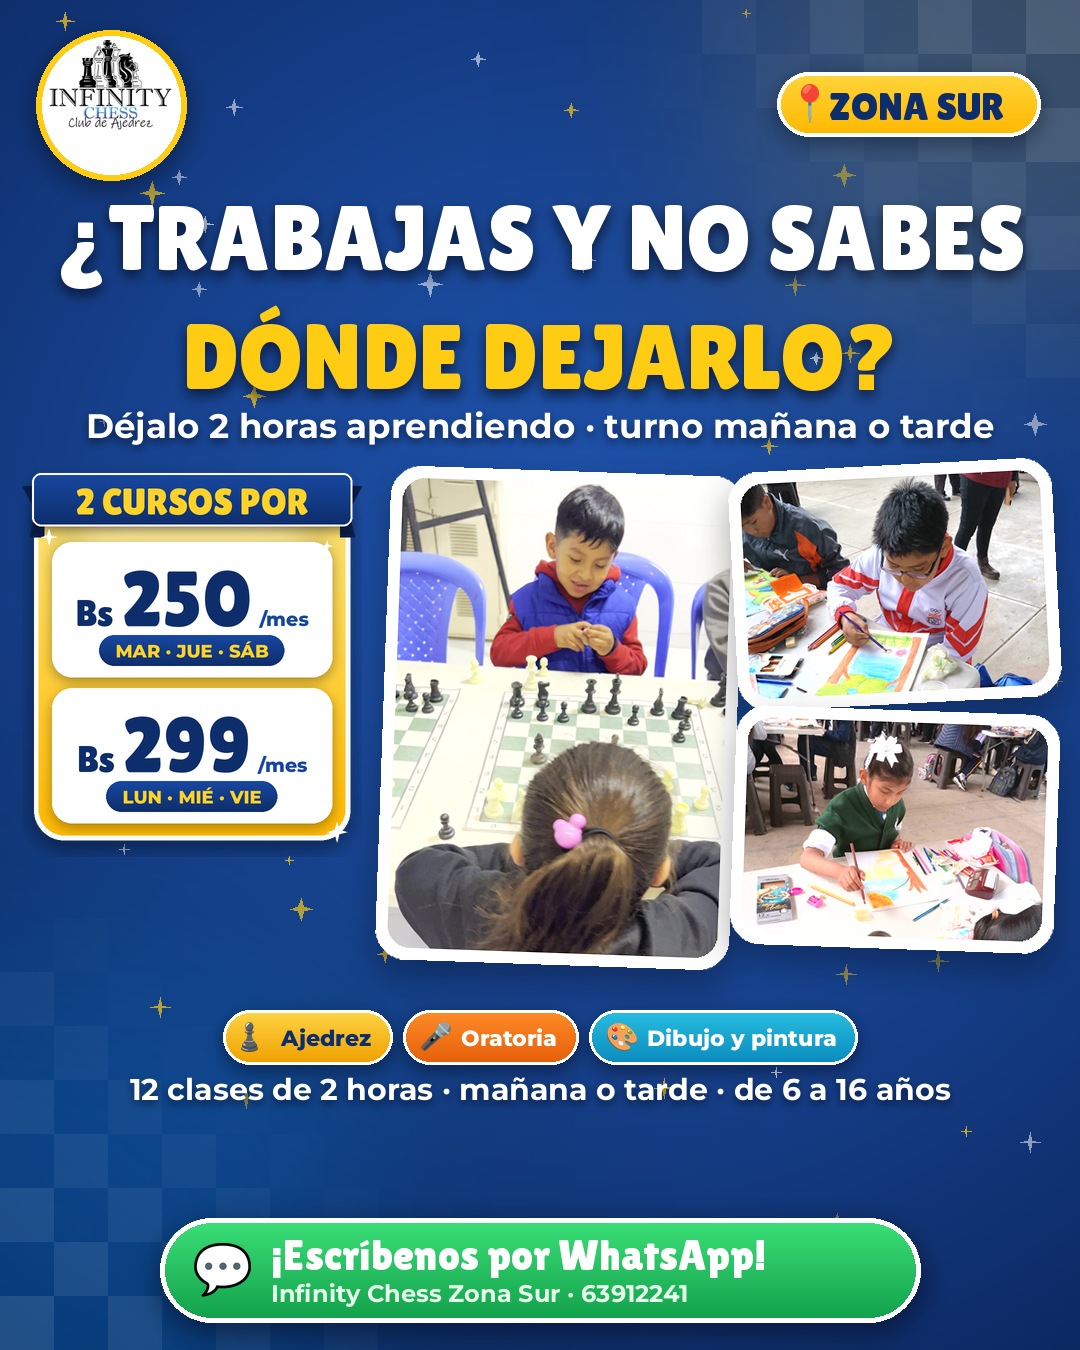 INFINITY
CHESS
Club de Ajedrez
ZONA SUR
¿TRABAJAS Y NO SABES
DÓNDE DEJARLO?
Déjalo 2 horas aprendiendo · turno mañana o tarde
2 CURSOS POR
Bs 250 /mes
MAR · JUE · SÁB
Bs 299 /mes
LUN · MIÉ · VIE
Ajedrez
Oratoria
Dibujo y pintura
12 clases de 2 horas · mañana o tarde · de 6 a 16 años
¡Escríbenos por WhatsApp!
Infinity Chess Zona Sur · 63912241